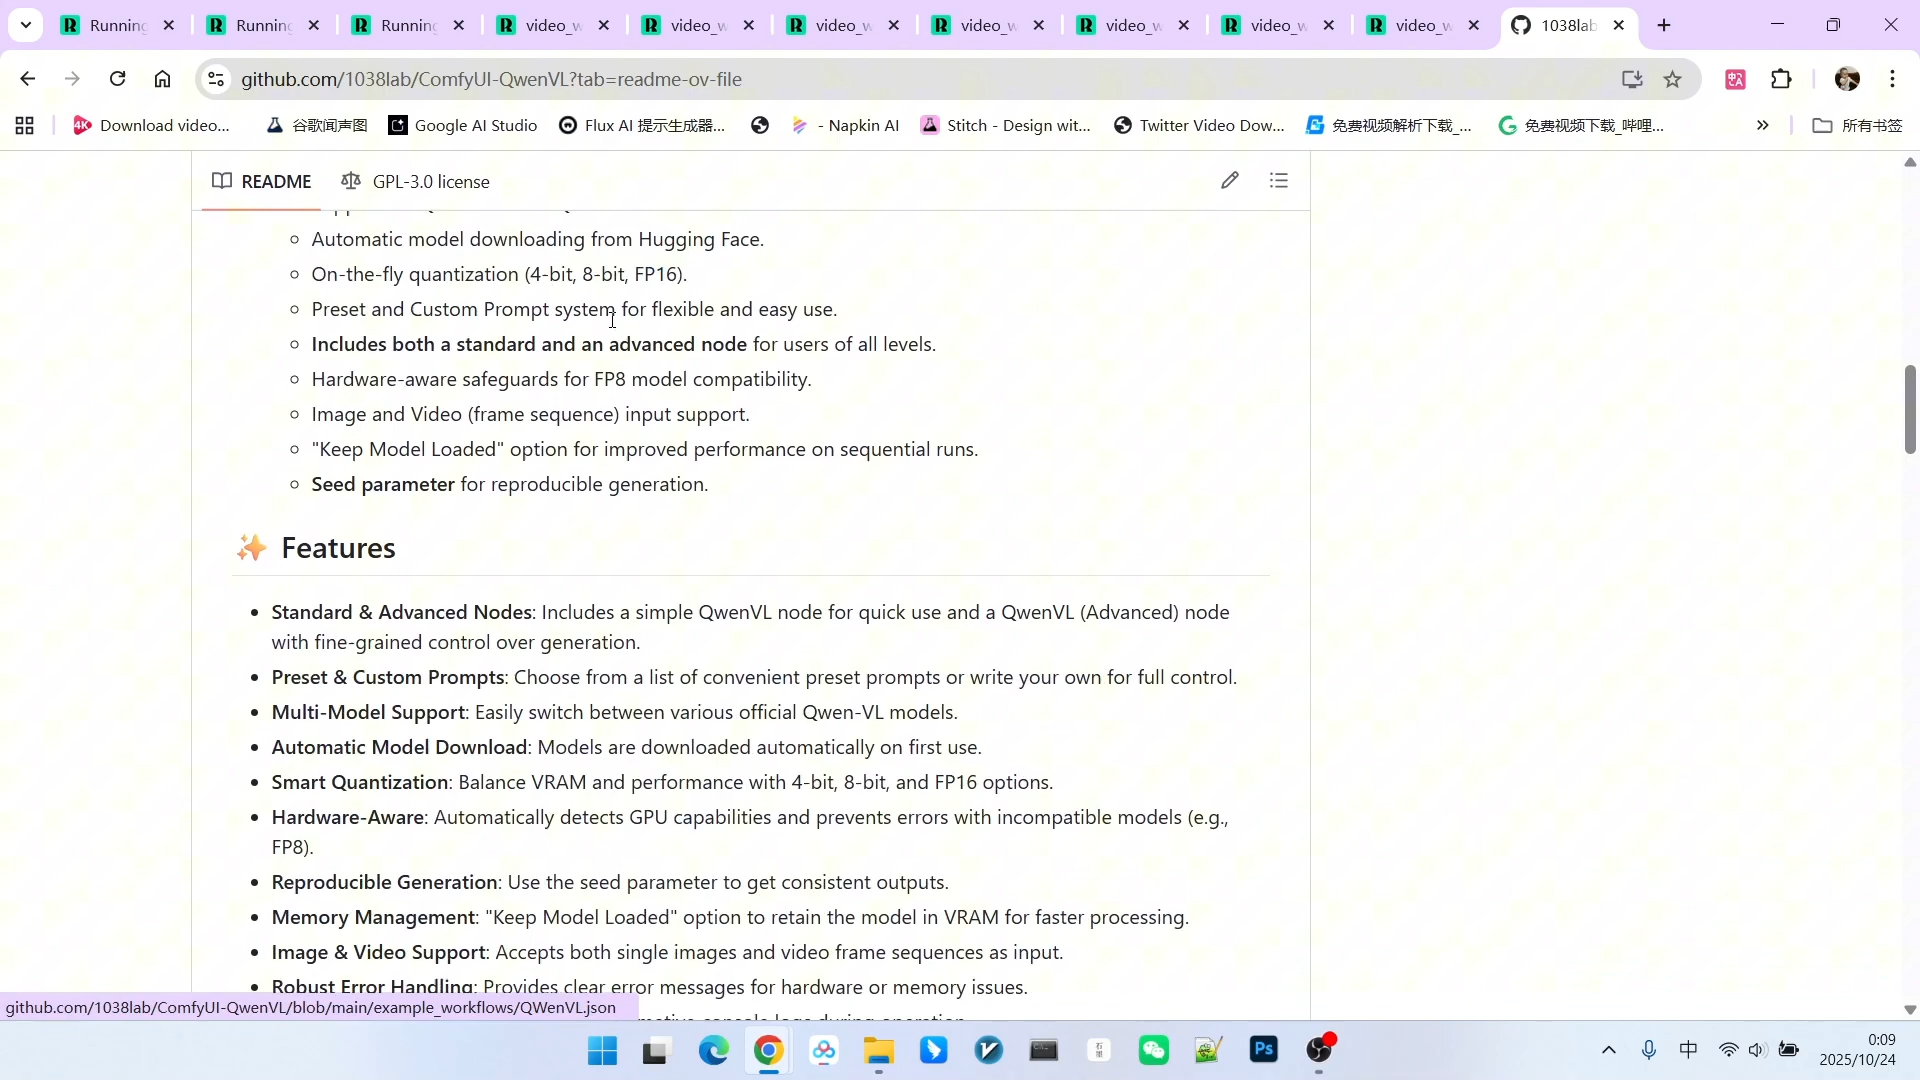 Running
Running
Running
video_w
video_w
video_w
video_w
video_w
video_w
video_w
1038lab
github.com/1038lab/ComfyUI-QwenVL?tab=readme-ov-file
Download video...
谷歌闻声图
Google AI Studio
Flux AI 提示生成器...
- Napkin AI
Stitch - Design wit...
Twitter Video Dow...
免费视频解析下载_...
免费视频下载_哔哩...
所有书签
README
GPL-3.0 license
Automatic model downloading from Hugging Face.
On-the-fly quantization (4-bit, 8-bit, FP16).
Preset and Custom Prompt system for flexible and easy use.
Includes both a standard and an advanced node for users of all levels.
Hardware-aware safeguards for FP8 model compatibility.
Image and Video (frame sequence) input support.
"Keep Model Loaded" option for improved performance on sequential runs.
Seed parameter for reproducible generation.
✨ Features
Standard & Advanced Nodes: Includes a simple QwenVL node for quick use and a QwenVL (Advanced) node
with fine-grained control over generation.
Preset & Custom Prompts: Choose from a list of convenient preset prompts or write your own for full control.
Multi-Model Support: Easily switch between various official Qwen-VL models.
Automatic Model Download: Models are downloaded automatically on first use.
Smart Quantization: Balance VRAM and performance with 4-bit, 8-bit, and FP16 options.
Hardware-Aware: Automatically detects GPU capabilities and prevents errors with incompatible models (e.g.,
FP8).
Reproducible Generation: Use the seed parameter to get consistent outputs.
Memory Management: "Keep Model Loaded" option to retain the model in VRAM for faster processing.
Image & Video Support: Accepts both single images and video frame sequences as input.
Robust Error Handling: Provides clear error messages for hardware or memory issues.
github.com/1038lab/ComfyUI-QwenVL/blob/main/example_workflows/QWenVL.json
Ps
中
0:09
2025/10/24